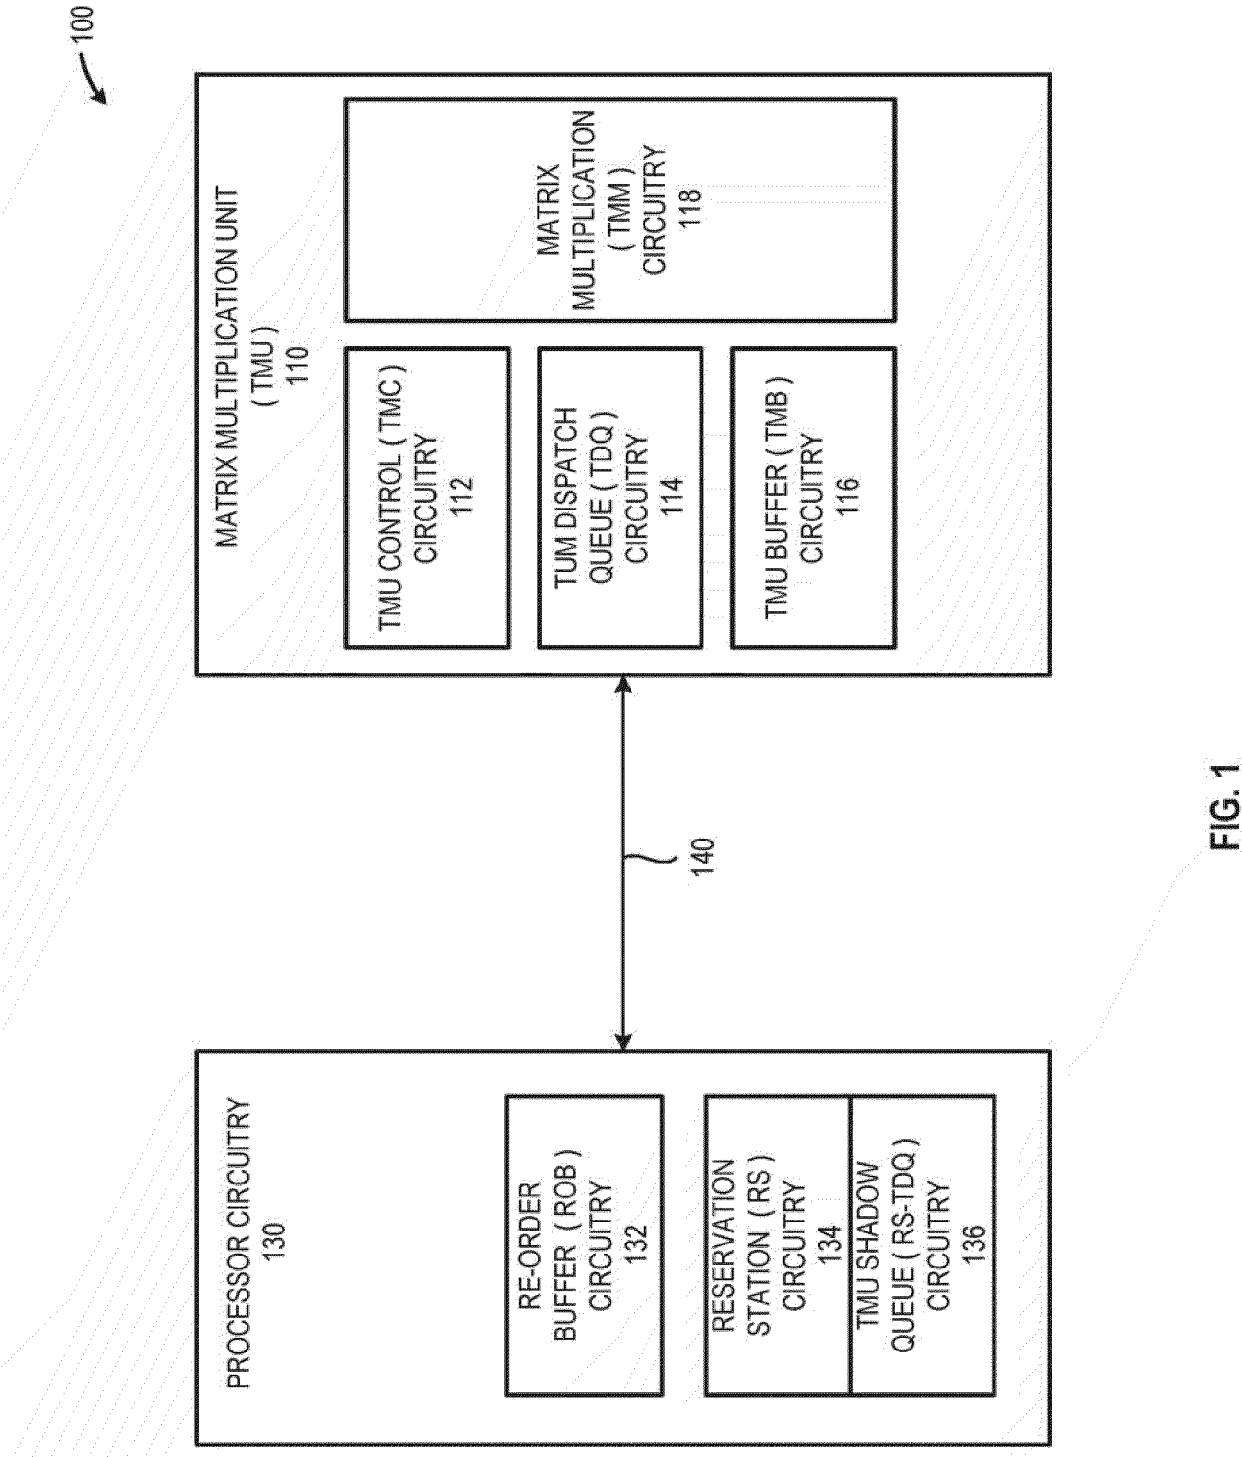 100
PROCESSOR CIRCUITRY
130
RE-ORDER
BUFFER ( ROB )
CIRCUITRY
132
RESERVATION
STATION ( RS )
CIRCUITRY
134
TMU SHADOW
QUEUE ( RS-TDQ )
CIRCUITRY
136
140
MATRIX MULTIPLICATION UNIT
( TMU )
110
TMU CONTROL ( TMC )
CIRCUITRY
112
TUM DISPATCH
QUEUE ( TDQ )
CIRCUITRY
114
TMU BUFFER ( TMB )
CIRCUITRY
116
MATRIX
MULTIPLICATION
( TMM )
CIRCUITRY
118
FIG. 1